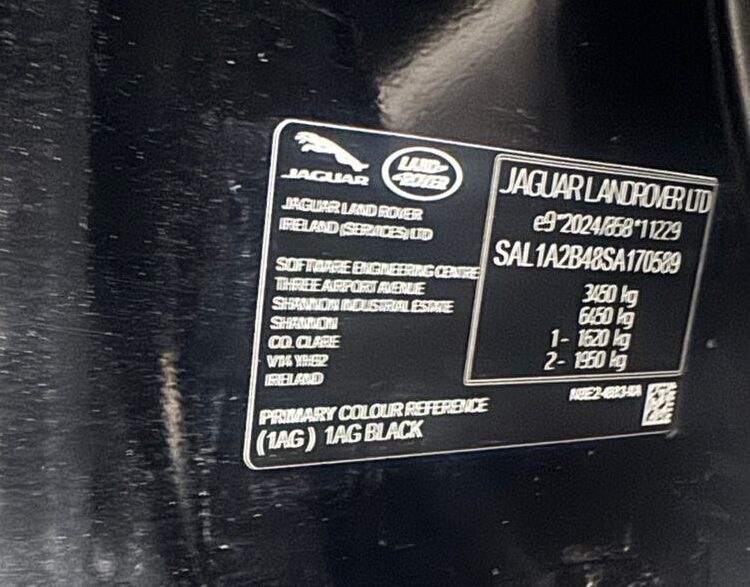 JAGUAR
LAND
ROVER
JAGUAR LAND ROVER
IRELAND (SERVICES) LTD
SOFTWARE ENGINEERING CENTRE
THREE AIRPORT AVENUE
SHANNON INDUSTRIAL ESTATE
SHANNON
CO. CLARE
V14
IRELAND
PRIMARY COLOUR REFERENCE
(1AG) 1AG BLACK
JAGUAR LANDROVER LTD
e9*2024/858*11229
SAL1A2B48SA170589
3450 kg
6450 kg
1- 1620 kg
2- 1950 kg